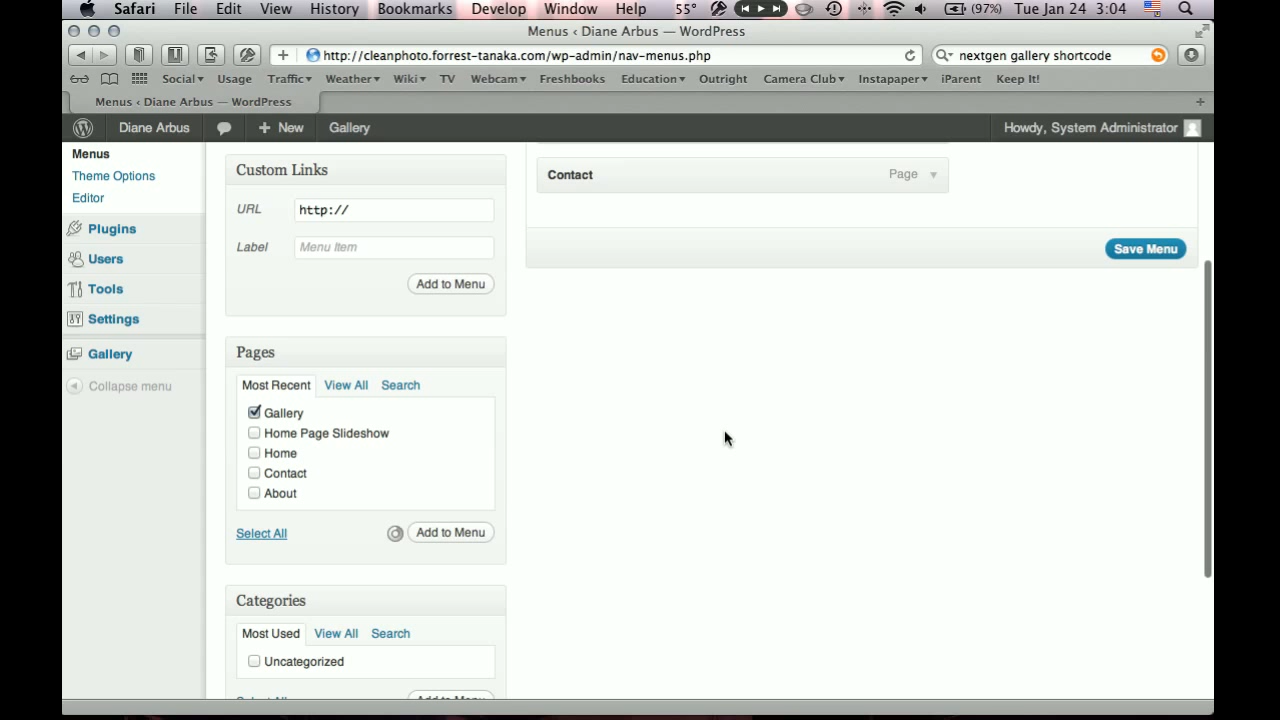 Safari File Edit View History Bookmarks Develop Window Help 55° (97%) Tue Jan 24 3:04
Menus ‹ Diane Arbus — WordPress
http://cleanphoto.forrest-tanaka.com/wp-admin/nav-menus.php nextgen gallery shortcode
Social Usage Traffic Weather Wiki TV Webcam Freshbooks Education Outright Camera Club Instapaper iParent Keep It!
Menus ‹ Diane Arbus — WordPress
Diane Arbus New Gallery Howdy, System Administrator
Menus
Theme Options
Editor
Plugins
Users
Tools
Settings
Gallery
Collapse menu
Custom Links
URL http://
Label Menu Item
Add to Menu
Pages
Most Recent View All Search
Gallery
Home Page Slideshow
Home
Contact
About
Select All Add to Menu
Categories
Most Used View All Search
Uncategorized
Select All Add to Menu
Contact Page
Save Menu